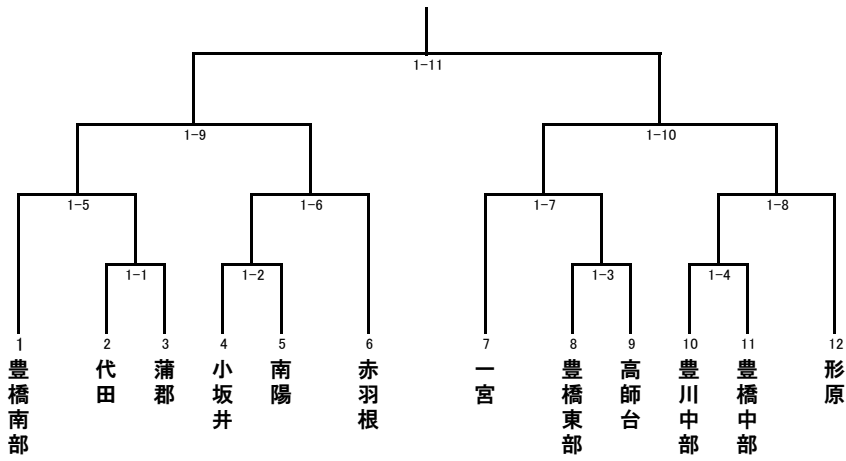 1-11
1-9
1-10
1-5
1-6
1-7
1-8
1-1
1-2
1-3
1-4
1
2
3
4
5
6
7
8
9
10
11
12
豊橋南部
代田
蒲郡
小坂井
南陽
赤羽根
一宮
豊橋東部
高師台
豊川中部
豊橋中部
形原